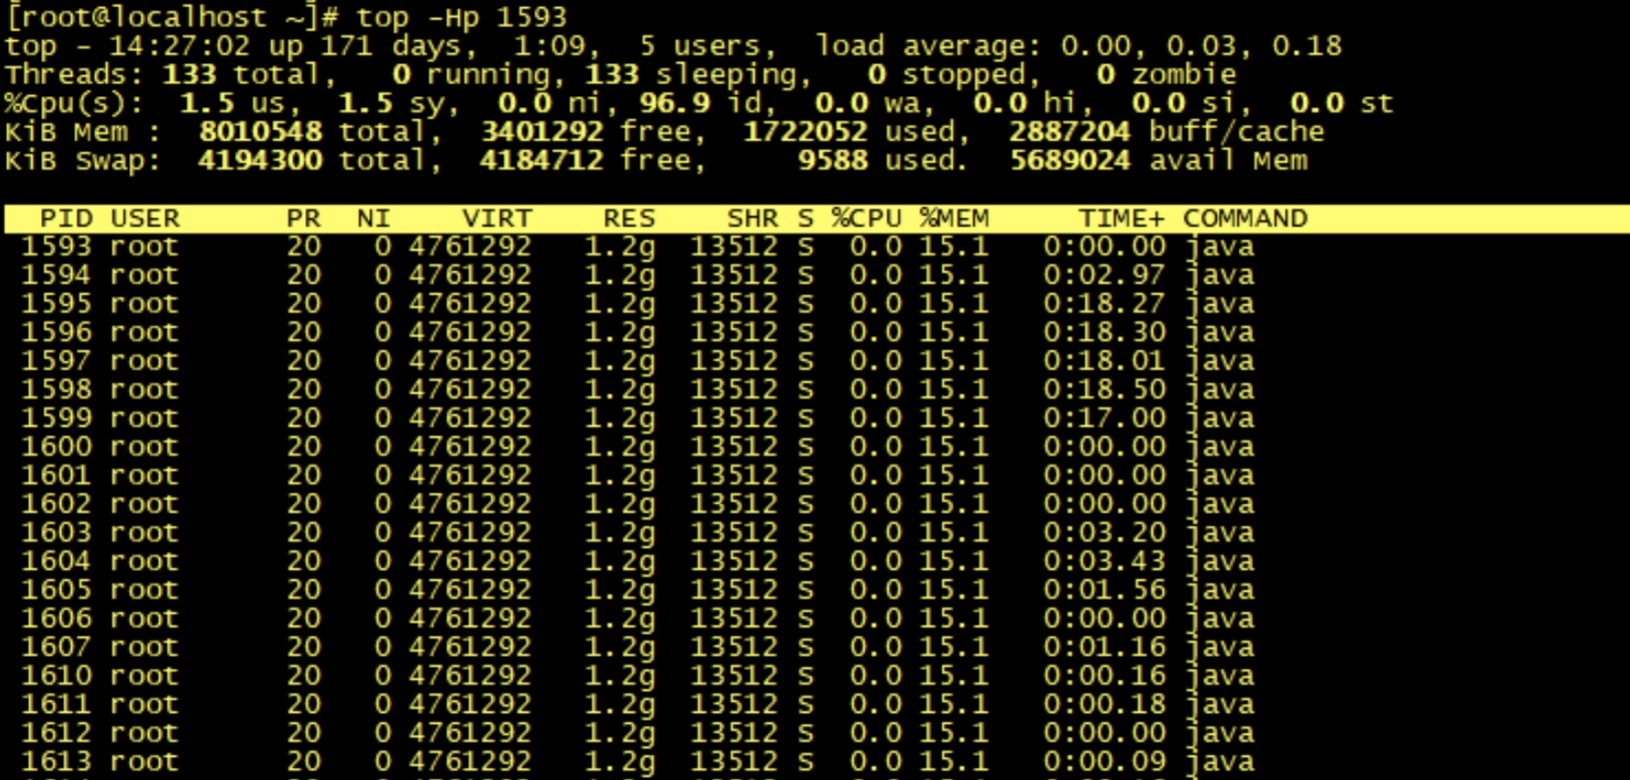 [root@localhost ~]# top -Hp 1593
top - 14:27:02 up 171 days,  1:09,  5 users,  load average: 0.00, 0.03, 0.18
Threads: 133 total,   0 running, 133 sleeping,   0 stopped,   0 zombie
%Cpu(s):  1.5 us,  1.5 sy,  0.0 ni, 96.9 id,  0.0 wa,  0.0 hi,  0.0 si,  0.0 st
KiB Mem :  8010548 total,  3401292 free,  1722052 used,  2887204 buff/cache
KiB Swap:  4194300 total,  4184712 free,     9588 used.  5689024 avail Mem
PID USER      PR  NI    VIRT    RES    SHR S %CPU %MEM     TIME+ COMMAND
1593 root      20   0 4761292   1.2g  13512 S  0.0 15.1   0:00.00 java
1594 root      20   0 4761292   1.2g  13512 S  0.0 15.1   0:02.97 java
1595 root      20   0 4761292   1.2g  13512 S  0.0 15.1   0:18.27 java
1596 root      20   0 4761292   1.2g  13512 S  0.0 15.1   0:18.30 java
1597 root      20   0 4761292   1.2g  13512 S  0.0 15.1   0:18.01 java
1598 root      20   0 4761292   1.2g  13512 S  0.0 15.1   0:18.50 java
1599 root      20   0 4761292   1.2g  13512 S  0.0 15.1   0:17.00 java
1600 root      20   0 4761292   1.2g  13512 S  0.0 15.1   0:00.00 java
1601 root      20   0 4761292   1.2g  13512 S  0.0 15.1   0:00.00 java
1602 root      20   0 4761292   1.2g  13512 S  0.0 15.1   0:00.00 java
1603 root      20   0 4761292   1.2g  13512 S  0.0 15.1   0:03.20 java
1604 root      20   0 4761292   1.2g  13512 S  0.0 15.1   0:03.43 java
1605 root      20   0 4761292   1.2g  13512 S  0.0 15.1   0:01.56 java
1606 root      20   0 4761292   1.2g  13512 S  0.0 15.1   0:00.00 java
1607 root      20   0 4761292   1.2g  13512 S  0.0 15.1   0:01.16 java
1610 root      20   0 4761292   1.2g  13512 S  0.0 15.1   0:00.16 java
1611 root      20   0 4761292   1.2g  13512 S  0.0 15.1   0:00.18 java
1612 root      20   0 4761292   1.2g  13512 S  0.0 15.1   0:00.00 java
1613 root      20   0 4761292   1.2g  13512 S  0.0 15.1   0:00.09 java